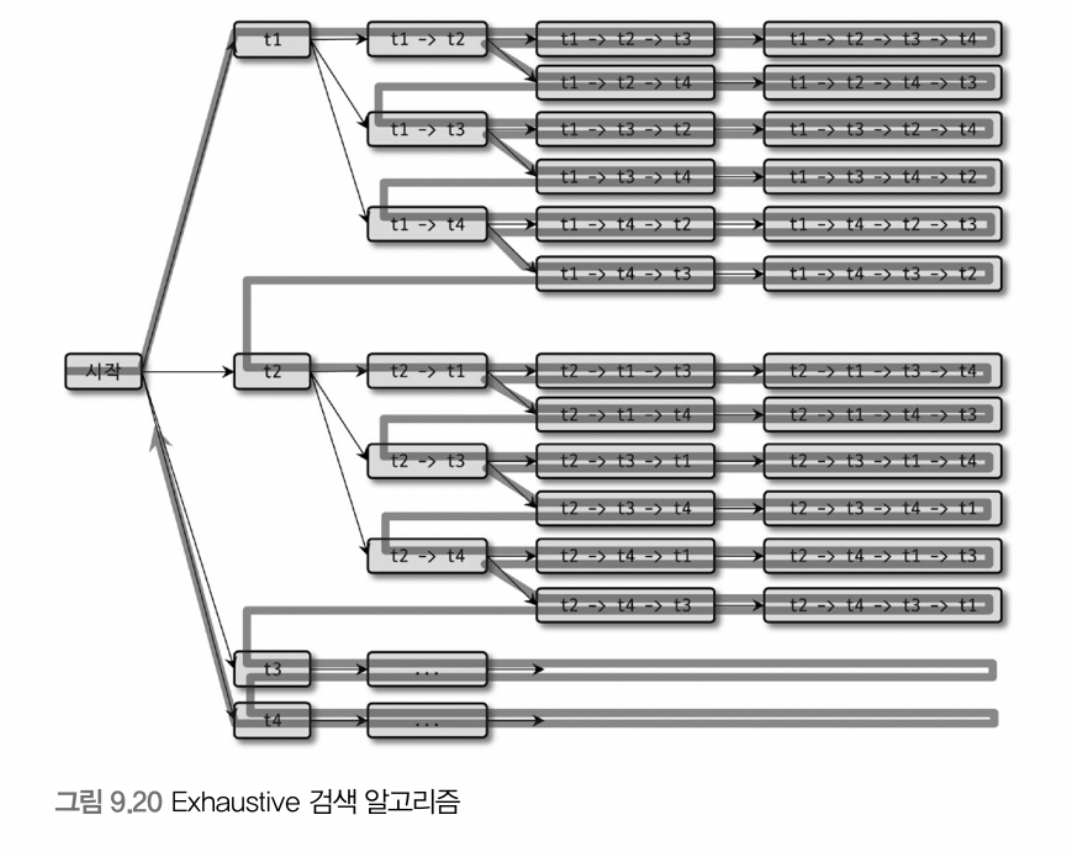 t1
t1 -> t2
t1 -> t2 -> t3
t1 -> t2 -> t3 -> t4
t1 -> t2 -> t4
t1 -> t2 -> t4 -> t3
t1 -> t3
t1 -> t3 -> t2
t1 -> t3 -> t2 -> t4
t1 -> t3 -> t4
t1 -> t3 -> t4 -> t2
t1 -> t4
t1 -> t4 -> t2
t1 -> t4 -> t2 -> t3
t1 -> t4 -> t3
t1 -> t4 -> t3 -> t2
시작
t2
t2 -> t1
t2 -> t1 -> t3
t2 -> t1 -> t3 -> t4
t2 -> t1 -> t4
t2 -> t1 -> t4 -> t3
t2 -> t3
t2 -> t3 -> t1
t2 -> t3 -> t1 -> t4
t2 -> t3 -> t4
t2 -> t3 -> t4 -> t1
t2 -> t4
t2 -> t4 -> t1
t2 -> t4 -> t1 -> t3
t2 -> t4 -> t3
t2 -> t4 -> t3 -> t1
t3
...
t4
...
그림 9.20 Exhaustive 검색 알고리즘